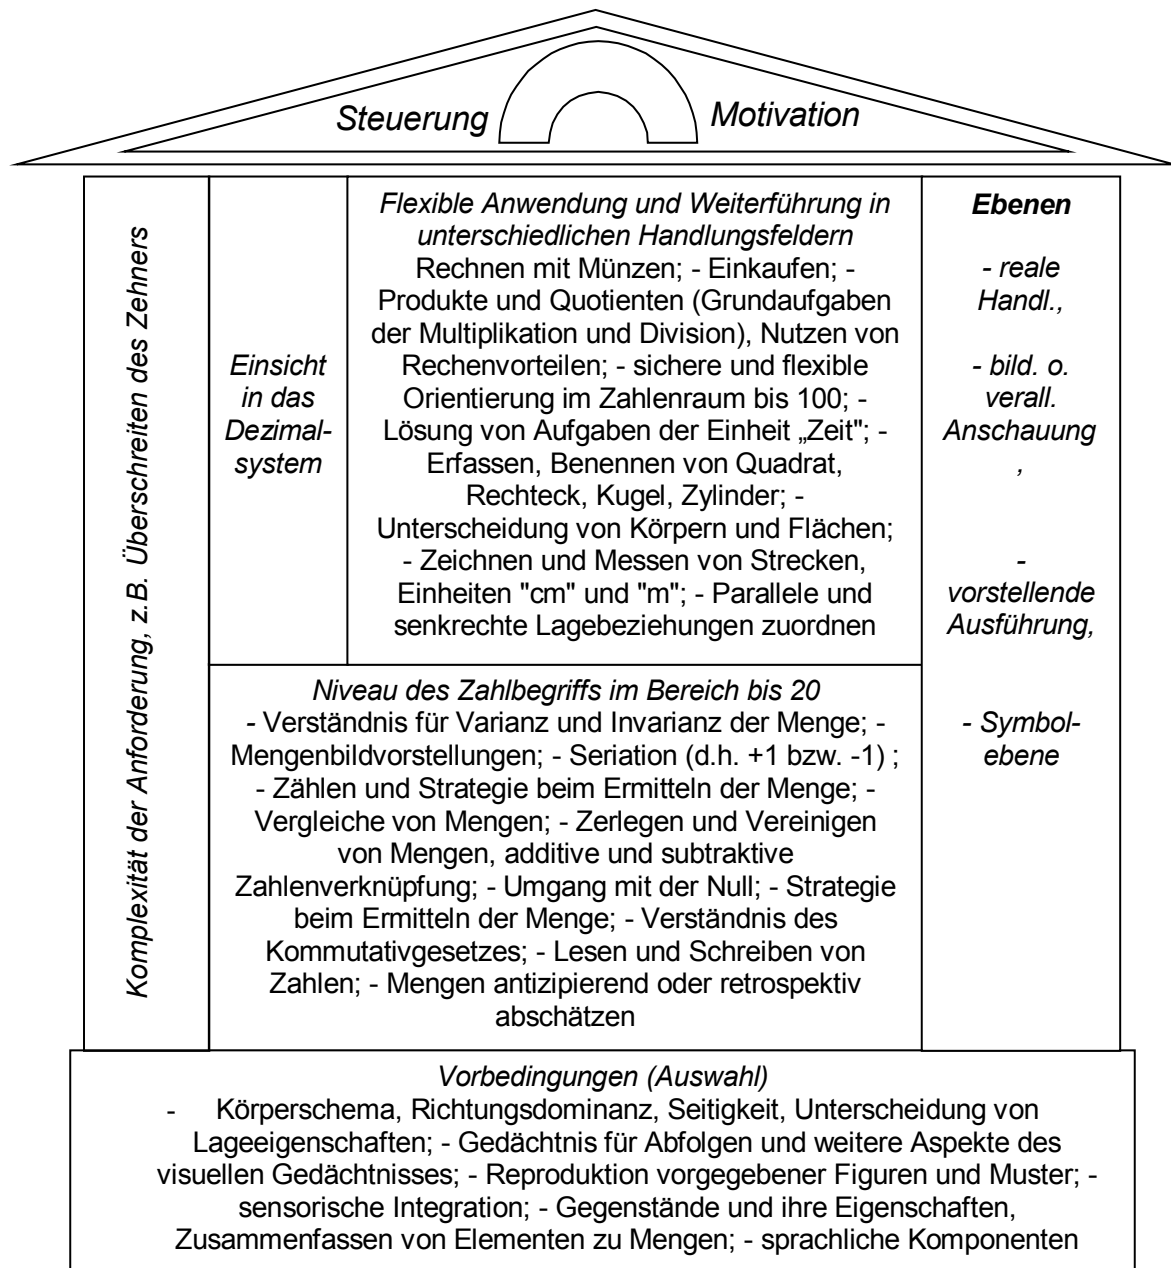 Steuerung
Motivation
Komplexität der Anforderung, z.B. Überschreiten des Zehners
Einsicht
in das
Dezimal-
system
Flexible Anwendung und Weiterführung in
unterschiedlichen Handlungsfeldern
Rechnen mit Münzen; - Einkaufen; -
Produkte und Quotienten (Grundaufgaben
der Multiplikation und Division), Nutzen von
Rechenvorteilen; - sichere und flexible
Orientierung im Zahlenraum bis 100; -
Lösung von Aufgaben der Einheit „Zeit"; -
Erfassen, Benennen von Quadrat,
Rechteck, Kugel, Zylinder; -
Unterscheidung von Körpern und Flächen;
- Zeichnen und Messen von Strecken,
Einheiten "cm" und "m"; - Parallele und
senkrechte Lagebeziehungen zuordnen
Ebenen
- reale
Handl.,
- bild. o.
verall.
Anschauung
,
-
vorstellende
Ausführung,
- Symbol-
ebene
Niveau des Zahlbegriffs im Bereich bis 20
- Verständnis für Varianz und Invarianz der Menge; -
Mengenbildvorstellungen; - Seriation (d.h. +1 bzw. -1) ;
- Zählen und Strategie beim Ermitteln der Menge; -
Vergleiche von Mengen; - Zerlegen und Vereinigen
von Mengen, additive und subtraktive
Zahlenverknüpfung; - Umgang mit der Null; - Strategie
beim Ermitteln der Menge; - Verständnis des
Kommutativgesetzes; - Lesen und Schreiben von
Zahlen; - Mengen antizipierend oder retrospektiv
abschätzen
Vorbedingungen (Auswahl)
- Körperschema, Richtungsdominanz, Seitigkeit, Unterscheidung von
Lageeigenschaften; - Gedächtnis für Abfolgen und weitere Aspekte des
visuellen Gedächtnisses; - Reproduktion vorgegebener Figuren und Muster; -
sensorische Integration; - Gegenstände und ihre Eigenschaften,
Zusammenfassen von Elementen zu Mengen; - sprachliche Komponenten